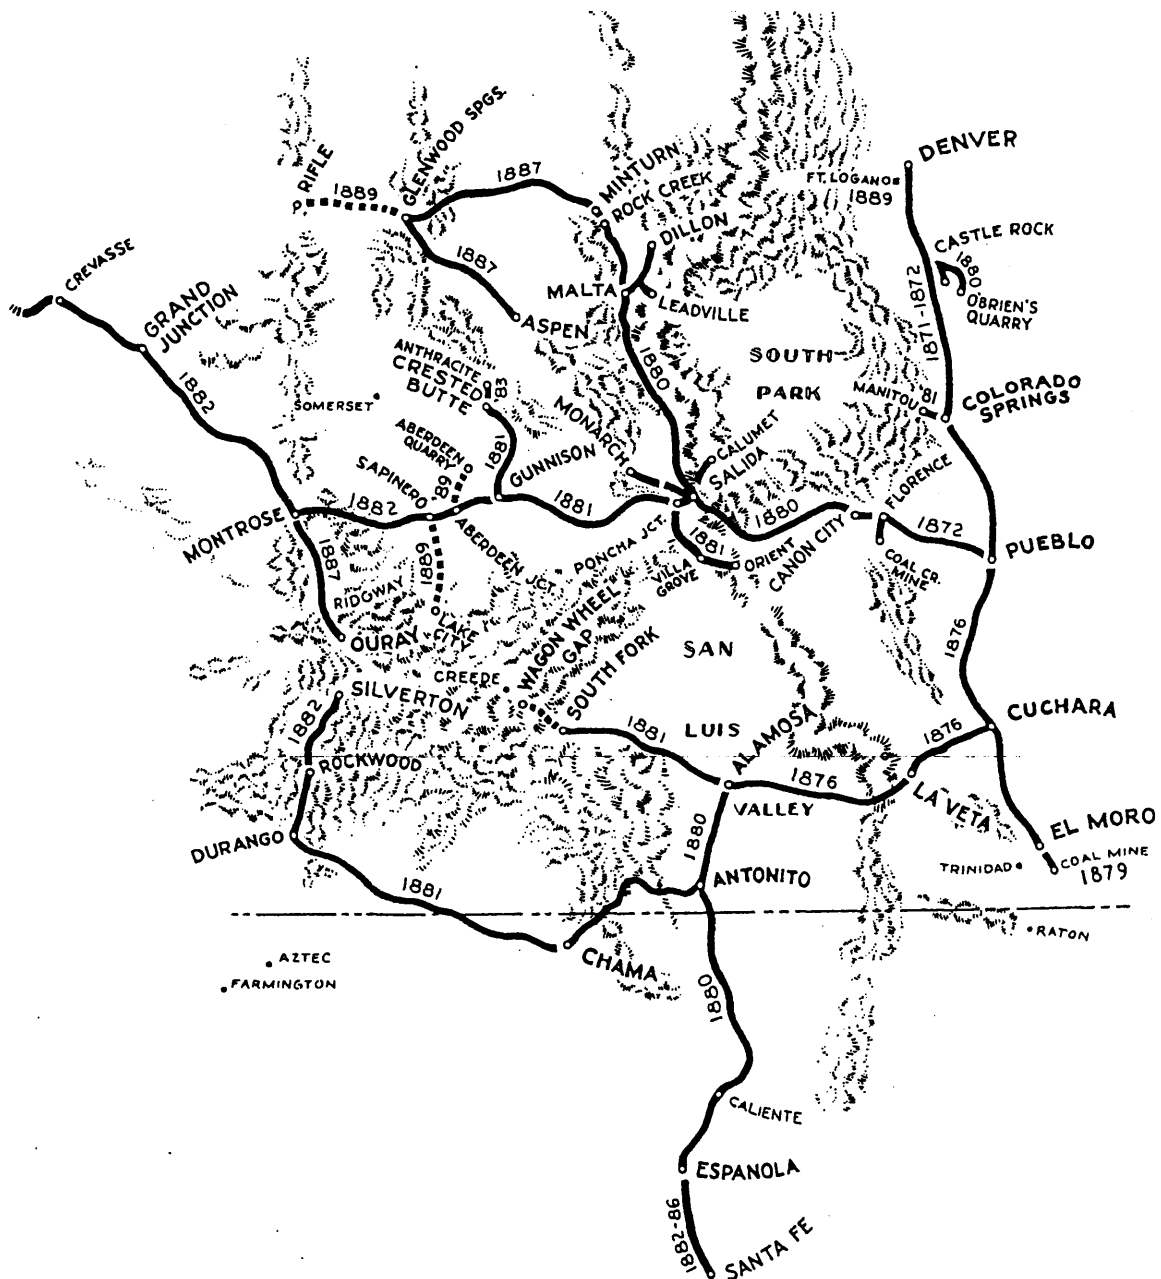 DENVER
FT. LOGAN
1889
GLENWOOD SPGS.
RIFLE
1889
1887
MINTURN
ROCK CREEK
DILLON
CASTLE ROCK
1880
O'BRIEN'S
QUARRY
1871-1872
CREVASSE
GRAND
JUNCTION
1882
1887
ASPEN
MALTA
LEADVILLE
1880
SOUTH
PARK
ANTHRACITE
CRESTED
BUTTE
'83
SOMERSET
MANITOU
'81
COLORADO
SPRINGS
MONARCH
CALUMET
SALIDA
ABERDEEN
QUARRY
89
1881
GUNNISON
SAPINERO
FLORENCE
MONTROSE
1882
1881
1880
1872
PUEBLO
1887
1889
ABERDEEN JCT.
PONCHA JCT.
1881
VILLA
GROVE
ORIENT
CANON CITY
COAL CR.
MINE
RIDGWAY
LAKE
CITY
OURAY
WAGON WHEEL
GAP
SOUTH FORK
SAN
1876
CREEDE
SILVERTON
1882
1881
LUIS
ALAMOSA
1876
CUCHARA
ROCKWOOD
1876
VALLEY
LA VETA
DURANGO
1880
EL MORO
COAL MINE
1879
TRINIDAD
1881
ANTONITO
RATON
CHAMA
AZTEC
FARMINGTON
1880
CALIENTE
ESPANOLA
1882-86
SANTA FE